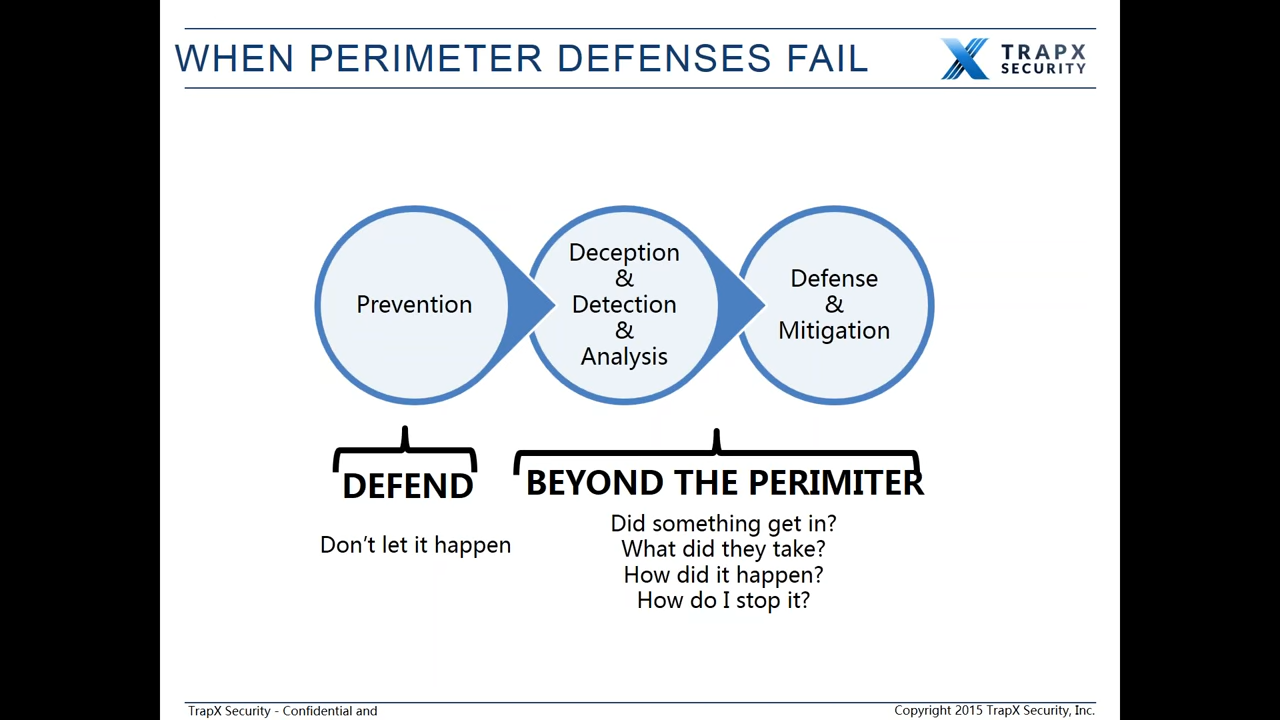 WHEN PERIMETER DEFENSES FAIL
TRAPX
SECURITY
Prevention
Deception
&
Detection
&
Analysis
Defense
&
Mitigation
DEFEND
Don't let it happen
BEYOND THE PERIMITER
Did something get in?
What did they take?
How did it happen?
How do I stop it?
TrapX Security - Confidential and
Copyright 2015 TrapX Security, Inc.